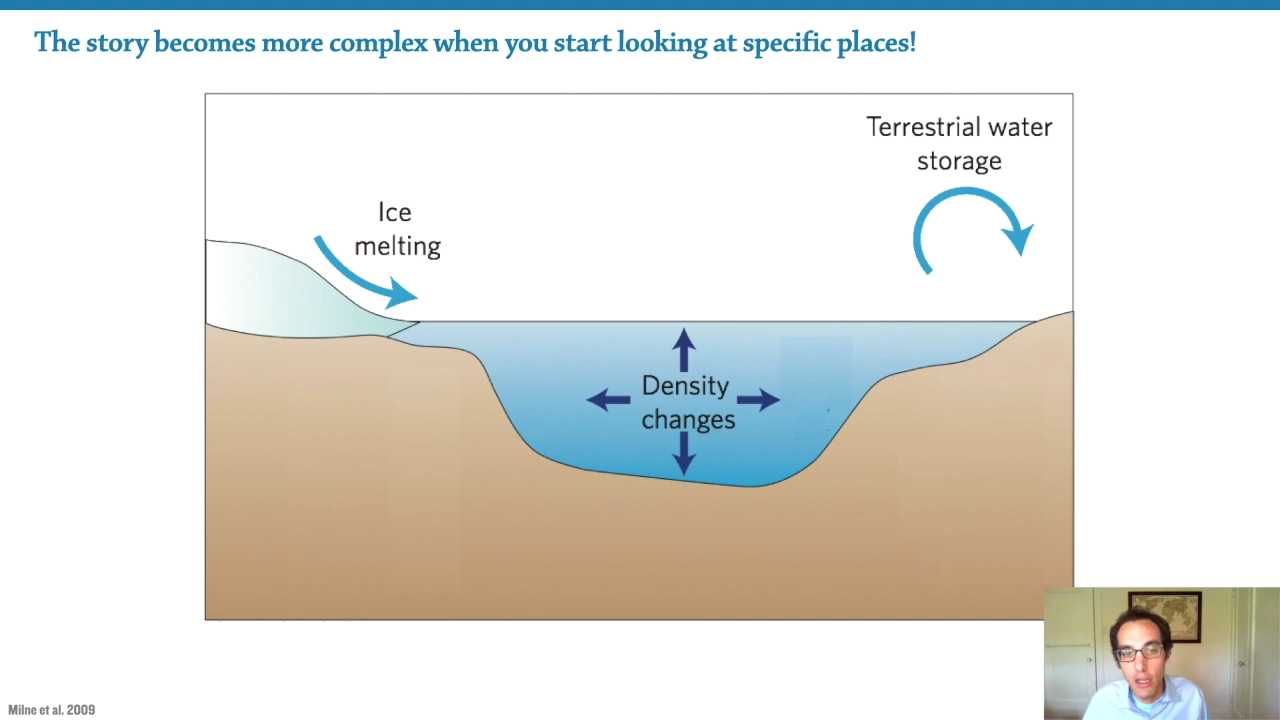 The story becomes more complex when you start looking at specific places!
Terrestrial water
storage
Ice
melting
Density
changes
Milne et al. 2009